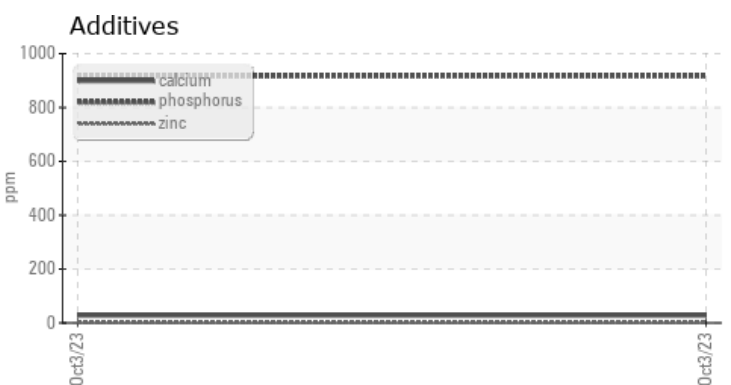 Additives
1000
calcium
phosphorus
zinc
800
600
ppm
400
200
0
Oct3/23
Oct3/23